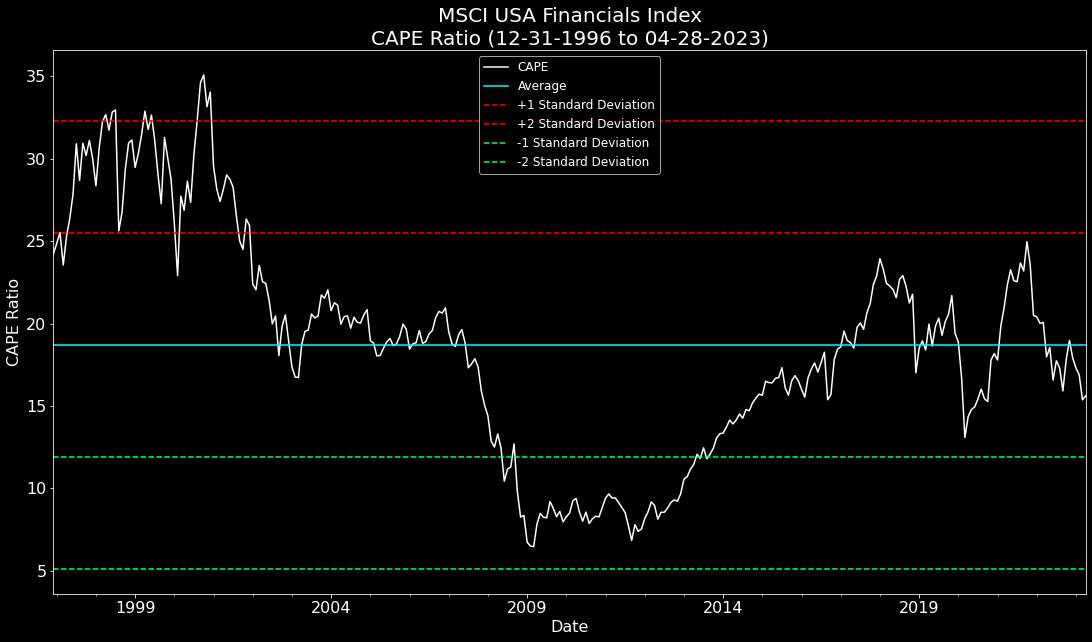 MSCI USA Financials Index
CAPE Ratio (12-31-1996 to 04-28-2023)
CAPE
Average
+1 Standard Deviation
+2 Standard Deviation
-1 Standard Deviation
-2 Standard Deviation
CAPE Ratio
35
30
25
20
15
10
5
1999 2004 2009 2014 2019
Date